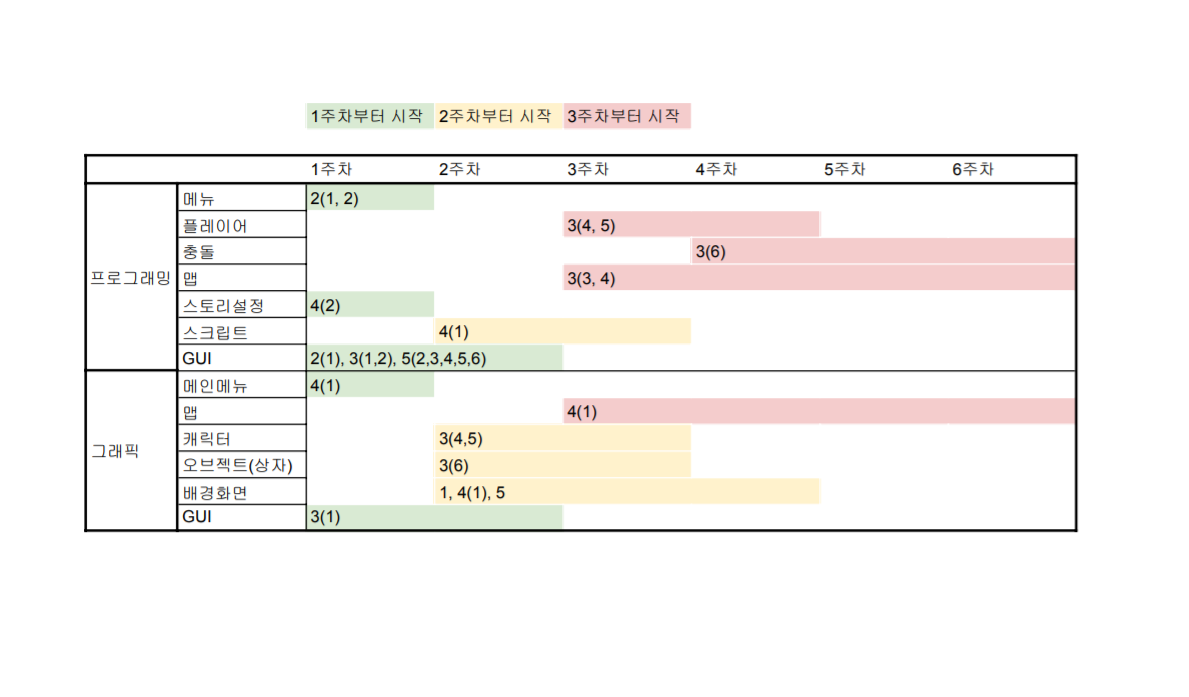 1주차부터 시작 2주차부터 시작 3주차부터 시작
1주차 2주차 3주차 4주차 5주차 6주차
프로그래밍
메뉴 2(1, 2)
플레이어 3(4, 5)
충돌 3(6)
맵 3(3, 4)
스토리설정 4(2)
스크립트 4(1)
GUI 2(1), 3(1,2), 5(2,3,4,5,6)
그래픽
메인메뉴 4(1)
맵 4(1)
캐릭터 3(4,5)
오브젝트(상자) 3(6)
배경화면 1, 4(1), 5
GUI 3(1)